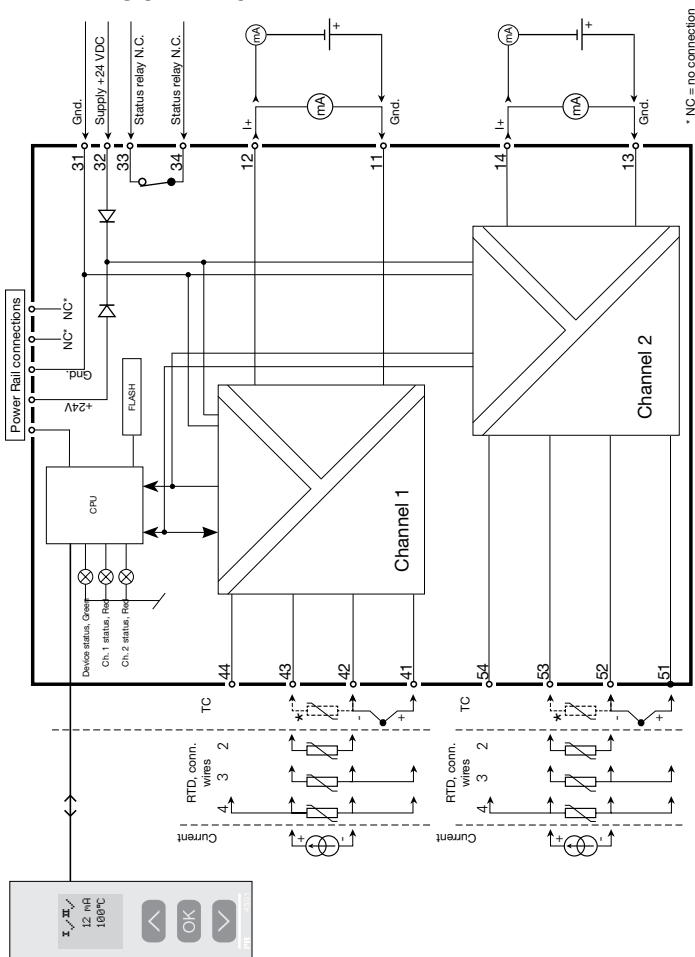 Power Rail connections
NC*
NC*
Gnd.
+24V
Gnd.
Supply +24 VDC
Status relay N.C.
Status relay N.C.
31
32
33
34
12
11
14
13
I+
Gnd.
I+
Gnd.
mA
+
mA
mA
+
mA
* NC = no connection
CPU
FLASH
Device status, Green
Ch. 1 status, Red
Ch. 2 status, Red
Channel 1
Channel 2
44
43
42
41
54
53
52
51
TC
*
-
+
RTD, conn.
wires
2
3
4
Current
+
-
TC
*
-
+
RTD, conn.
wires
2
3
4
Current
+
-
I
II
12 mA
100°C
OK